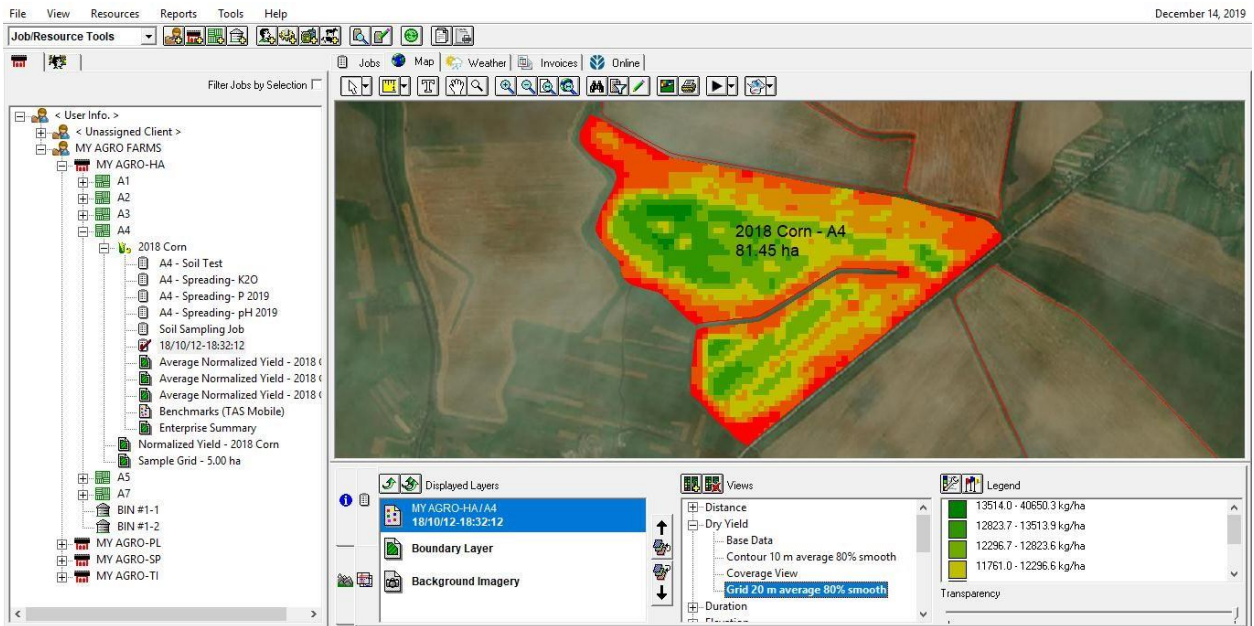 File View Resources Reports Tools Help
December 14, 2019
Job/Resource Tools
Jobs Map Weather Invoices Online
Filter Jobs by Selection
< User Info. >
< Unassigned Client >
MY AGRO FARMS
MY AGRO-HA
A1
A2
A3
A4
2018 Corn
A4 - Soil Test
A4 - Spreading- K2O
A4 - Spreading- P 2019
A4 - Spreading- pH 2019
Soil Sampling Job
18/10/12-18:32:12
Average Normalized Yield - 2018
Average Normalized Yield - 2018
Average Normalized Yield - 2018
Benchmarks (TAS Mobile)
Enterprise Summary
Normalized Yield - 2018 Corn
Sample Grid - 5.00 ha
A5
A7
BIN #1-1
BIN #1-2
MY AGRO-PL
MY AGRO-SP
MY AGRO-TI
2018 Corn - A4
81.45 ha
Displayed Layers
MY AGRO-HA / A4
18/10/12-18:32:12
Boundary Layer
Background Imagery
Views
Distance
Dry Yield
Base Data
Contour 10 m average 80% smooth
Coverage View
Grid 20 m average 80% smooth
Duration
Legend
13514.0 - 40650.3 kg/ha
12823.7 - 13513.9 kg/ha
12296.7 - 12823.6 kg/ha
11761.0 - 12296.6 kg/ha
Transparency